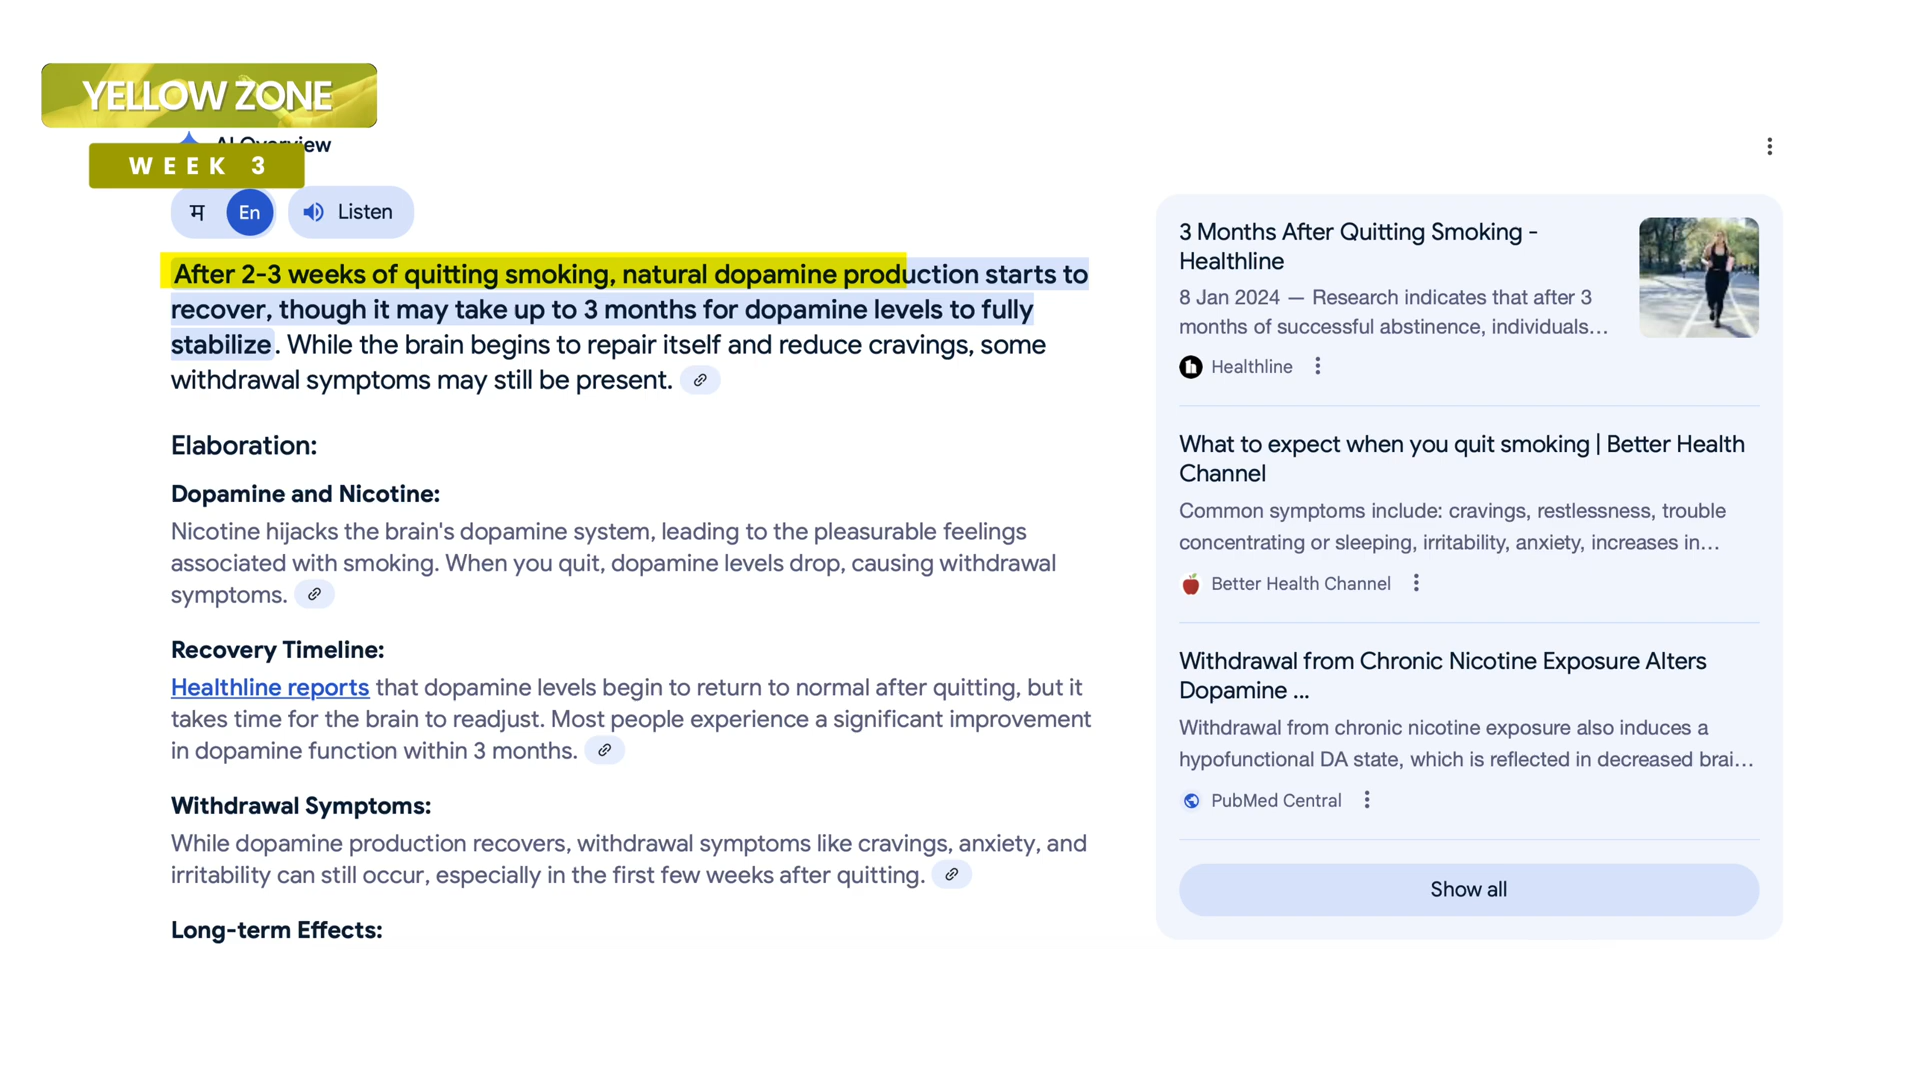 YELLOW ZONE
AI Overview
WEEK 3
म
En
Listen
After 2-3 weeks of quitting smoking, natural dopamine production starts to
recover, though it may take up to 3 months for dopamine levels to fully
stabilize. While the brain begins to repair itself and reduce cravings, some
withdrawal symptoms may still be present.
Elaboration:
Dopamine and Nicotine:
Nicotine hijacks the brain's dopamine system, leading to the pleasurable feelings
associated with smoking. When you quit, dopamine levels drop, causing withdrawal
symptoms.
Recovery Timeline:
Healthline reports that dopamine levels begin to return to normal after quitting, but it
takes time for the brain to readjust. Most people experience a significant improvement
in dopamine function within 3 months.
Withdrawal Symptoms:
While dopamine production recovers, withdrawal symptoms like cravings, anxiety, and
irritability can still occur, especially in the first few weeks after quitting.
Long-term Effects:
3 Months After Quitting Smoking -
Healthline
8 Jan 2024 — Research indicates that after 3
months of successful abstinence, individuals...
Healthline
What to expect when you quit smoking | Better Health
Channel
Common symptoms include: cravings, restlessness, trouble
concentrating or sleeping, irritability, anxiety, increases in...
Better Health Channel
Withdrawal from Chronic Nicotine Exposure Alters
Dopamine ...
Withdrawal from chronic nicotine exposure also induces a
hypofunctional DA state, which is reflected in decreased brai...
PubMed Central
Show all